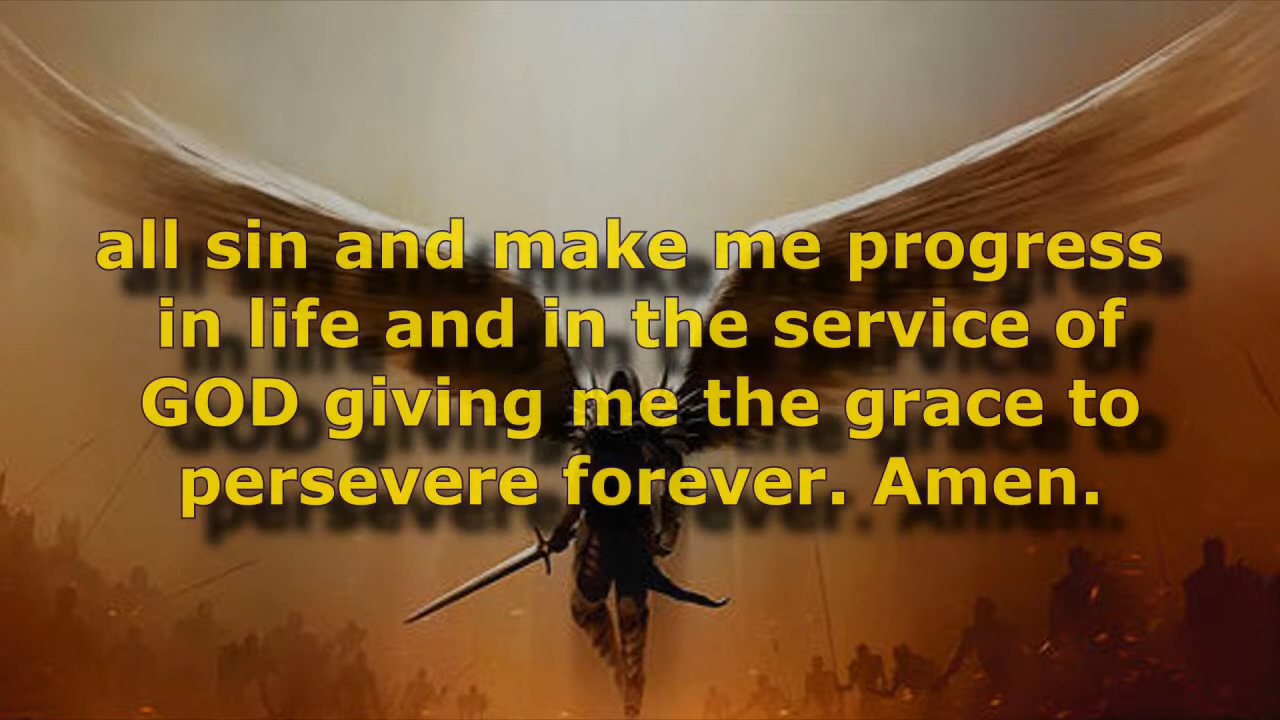 all sin and make me progress
in life and in the service of
GOD giving me the grace to
persevere forever. Amen.